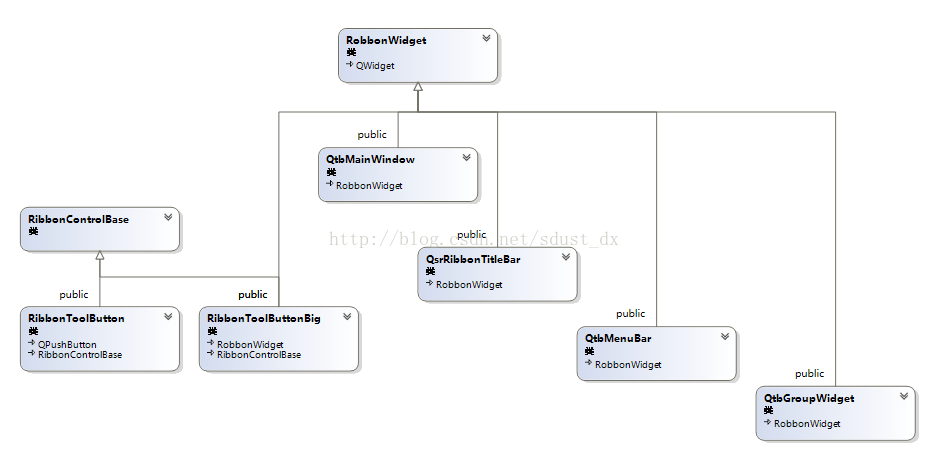 RobbonWidget
QWidget
public
QtbMainWindow
RobbonWidget
RibbonControlBase
http://blog.csdn.net/sdust_dx
public
QsrRibbonTitleBar
RobbonWidget
public
public
RibbonToolButton
QPushButton
RibbonControlBase
RibbonToolButtonBig
RobbonWidget
RibbonControlBase
public
QtbMenuBar
RobbonWidget
public
QtbGroupWidget
RobbonWidget